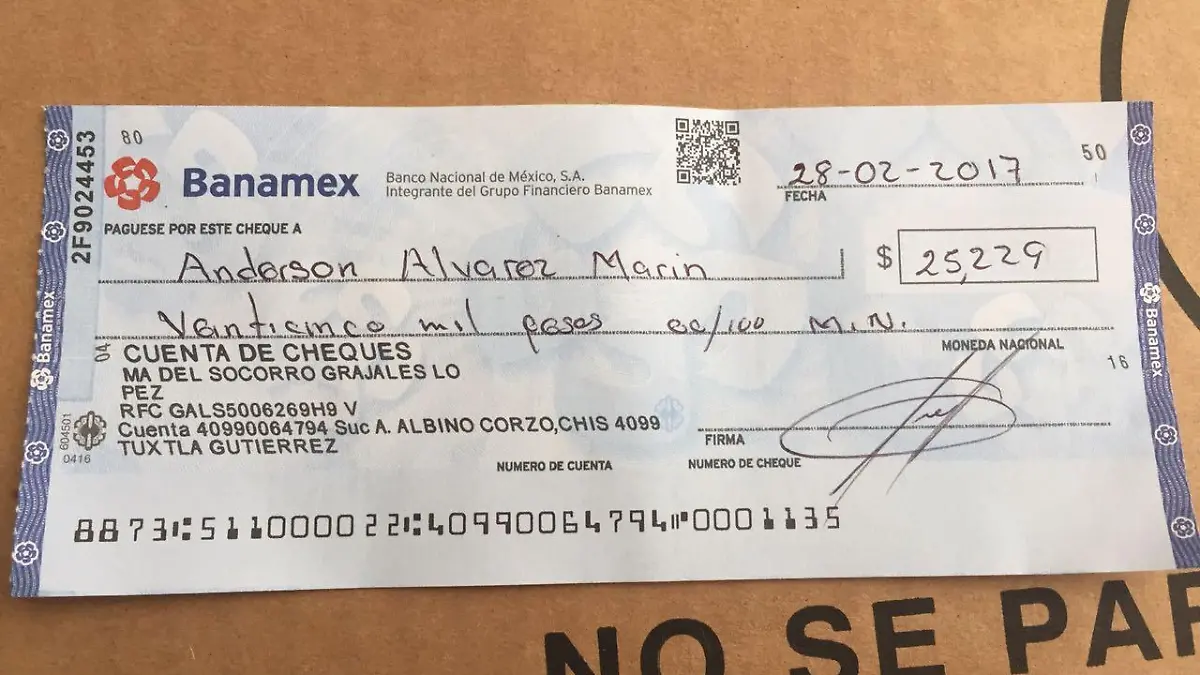 80
Banamex
Banco Nacional de México, S.A.
Integrante del Grupo Financiero Banamex
28-02-2017
50
FECHA
2F9024453
PAGUESE POR ESTE CHEQUE A
Anderson Alvarez Marin
$ 25,229
Veinticinco mil pesos 00/100 M.N.
MONEDA NACIONAL
16
04
CUENTA DE CHEQUES
MA DEL SOCORRO GRAJALES LO
PEZ
RFC GALS5006269H9 V
Cuenta 40990064794 Suc A. ALBINO CORZO,CHIS 4099
TUXTLA GUTIERREZ
604501
0416
FIRMA
NUMERO DE CUENTA
NUMERO DE CHEQUE
8873⑆511000022⑆40990064794⑈0001135
Banamex
Banamex
NO SE PAR